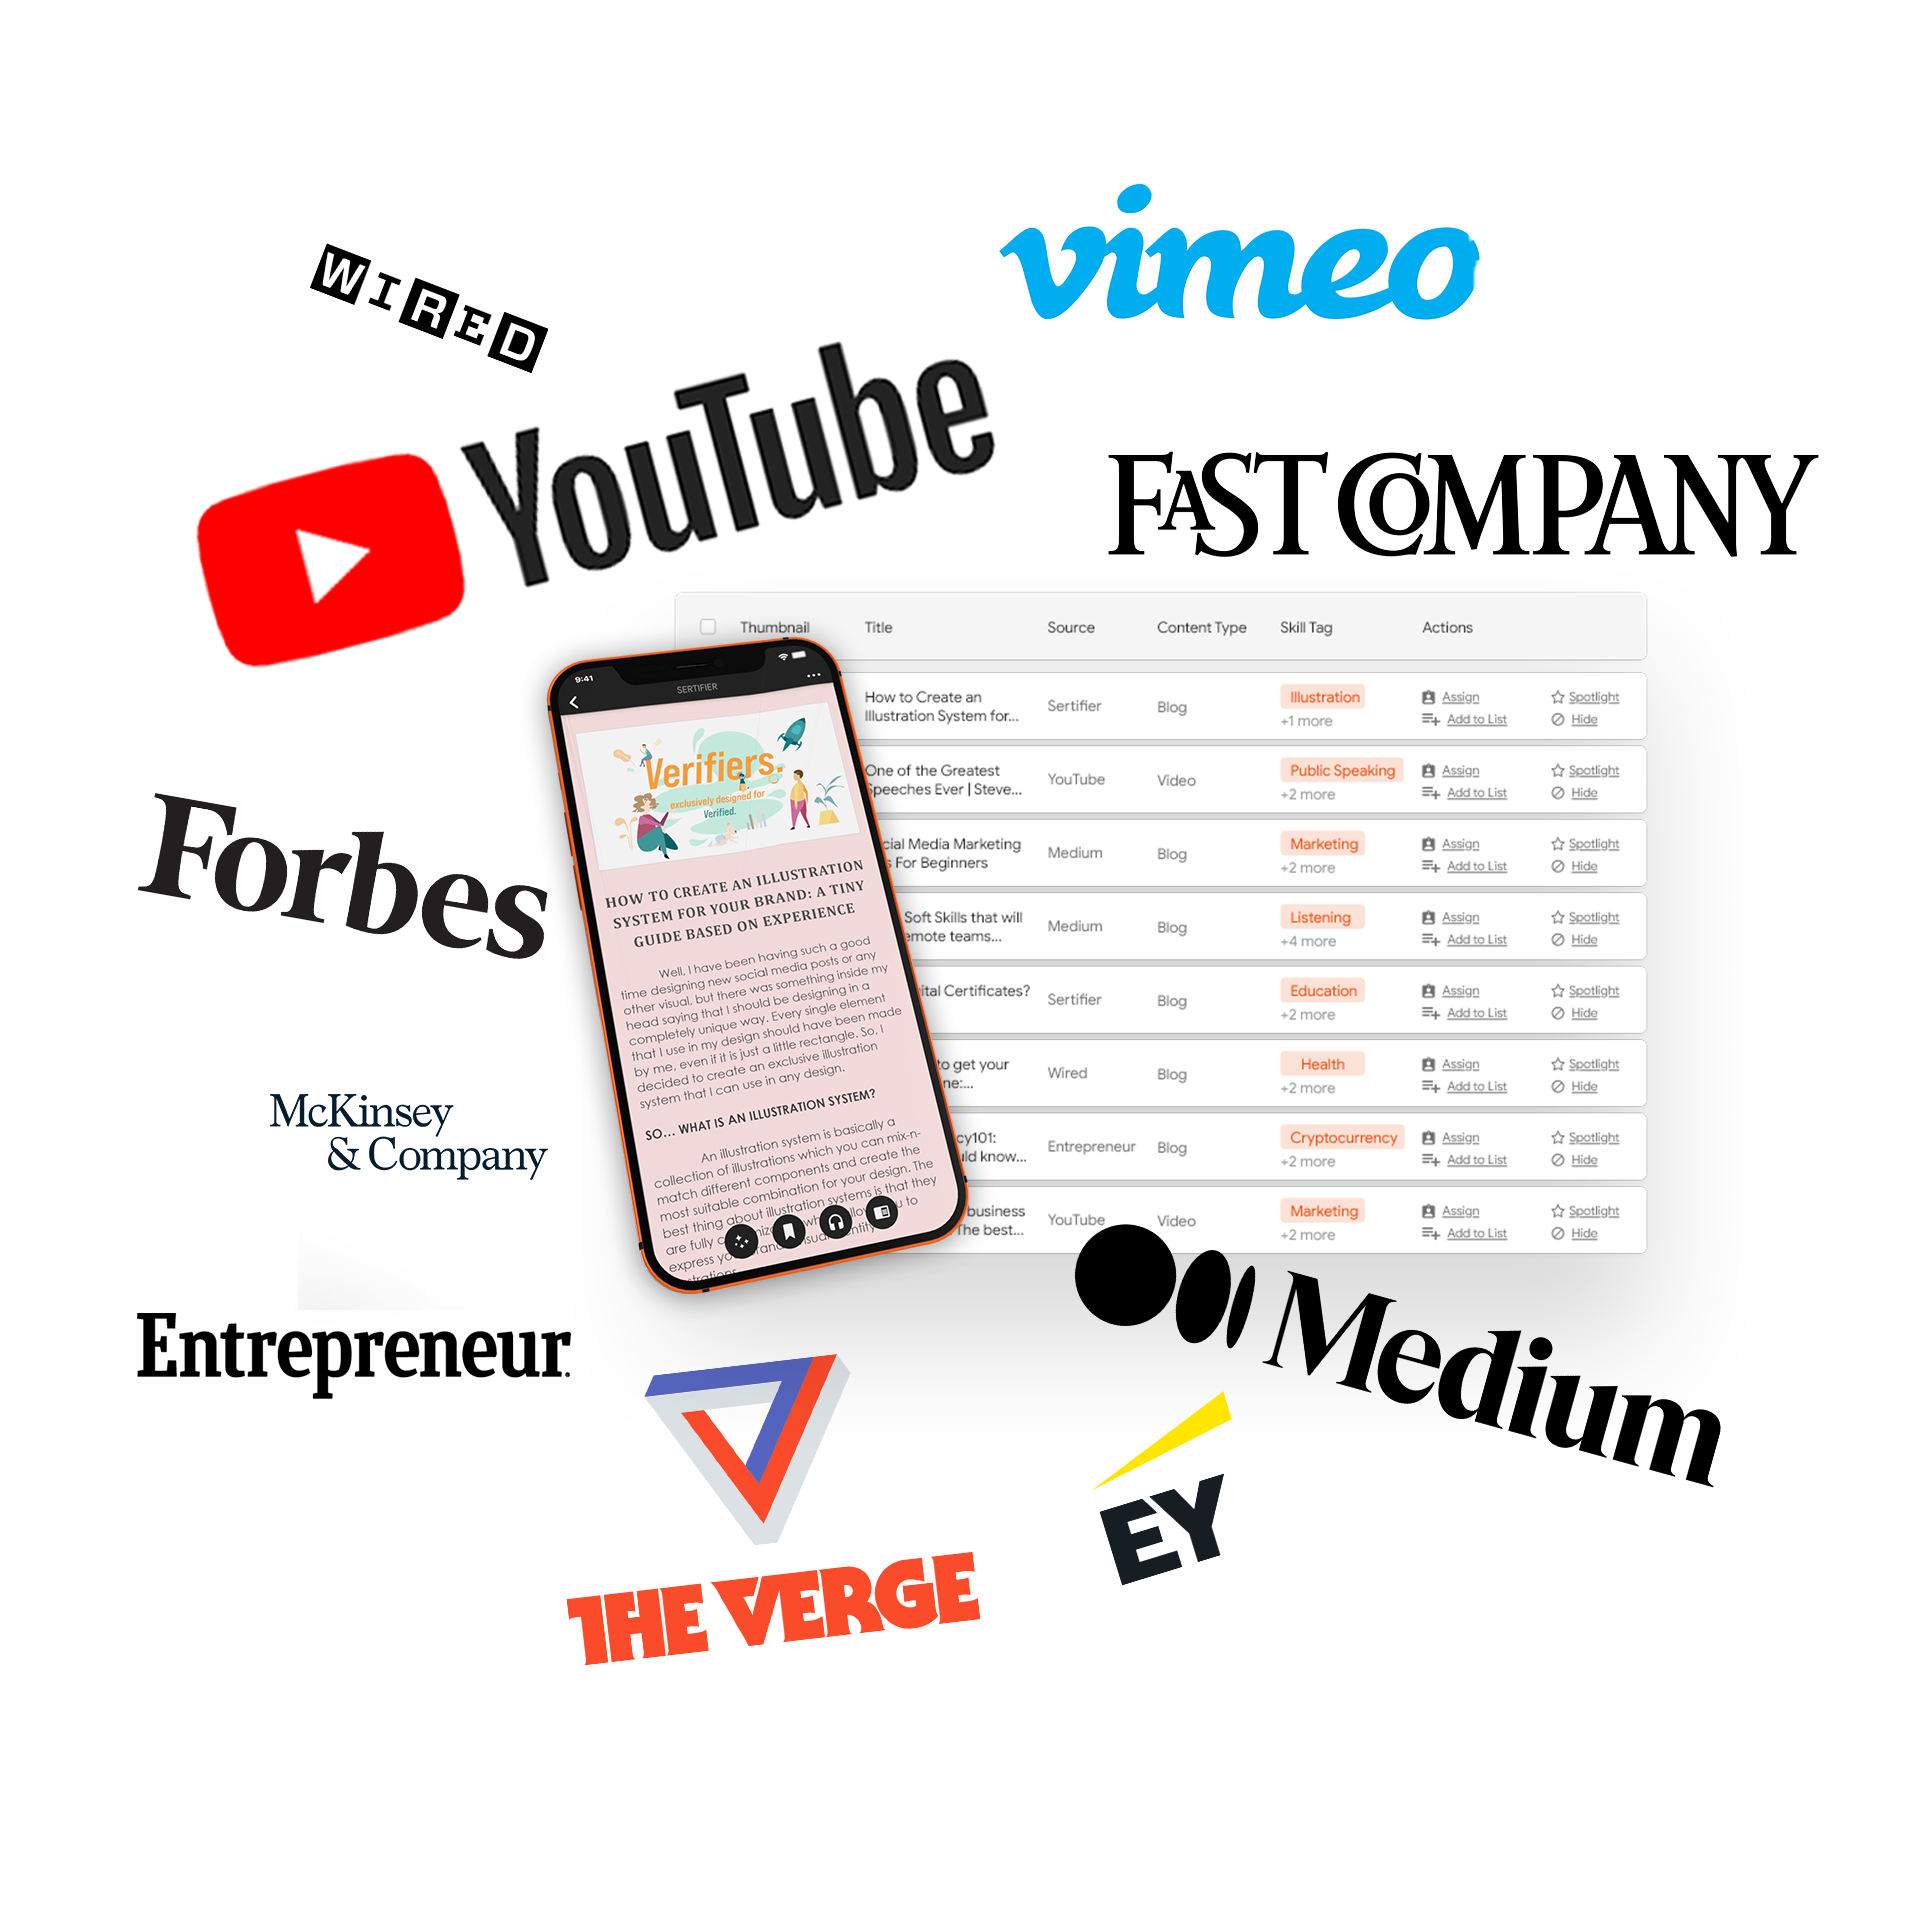 WIRED
vimeo
YouTube
FAST COMPANY
Thumbnail Title Source Content Type Skill Tag Actions
How to Create an
Illustration System for...
Sertifier
Blog
Illustration
+1 more
Assign
Add to List
Spotlight
Hide
One of the Greatest
Speeches Ever | Steve...
YouTube
Video
Public Speaking
+2 more
Assign
Add to List
Spotlight
Hide
Media Marketing
For Beginners
Medium
Blog
Marketing
+2 more
Assign
Add to List
Spotlight
Hide
Soft Skills that will
teams...
Medium
Blog
Listening
+4 more
Assign
Add to List
Spotlight
Hide
Certificates?
Sertifier
Blog
Education
+2 more
Assign
Add to List
Spotlight
Hide
to get your
Wired
Blog
Health
+2 more
Assign
Add to List
Spotlight
Hide
know...
Entrepreneur
Blog
Cryptocurrency
+2 more
Assign
Add to List
Spotlight
Hide
business
The best...
YouTube
Video
Marketing
+2 more
Assign
Add to List
Spotlight
Hide
9:41
SERTIFIER
Verifiers.
exclusively designed for
Verified.
HOW TO CREATE AN ILLUSTRATION
SYSTEM FOR YOUR BRAND: A TINY
GUIDE BASED ON EXPERIENCE
Well, I have been having such a good
time designing new social media posts or any
other visual, but there was something inside my
head saying that I should be designing in a
completely unique way. Every single element
that I use in my design should have been made
by me, even if it is just a little rectangle. So, I
decided to create an exclusive illustration
system that I can use in any design.
SO... WHAT IS AN ILLUSTRATION SYSTEM?
An illustration system is basically a
collection of illustrations which you can mix-n-
match different components and create the
most suitable combination for your design. The
best thing about illustration systems is that they
are fully to
express
Forbes
McKinsey
& Company
Entrepreneur.
THE VERGE
EY
Medium